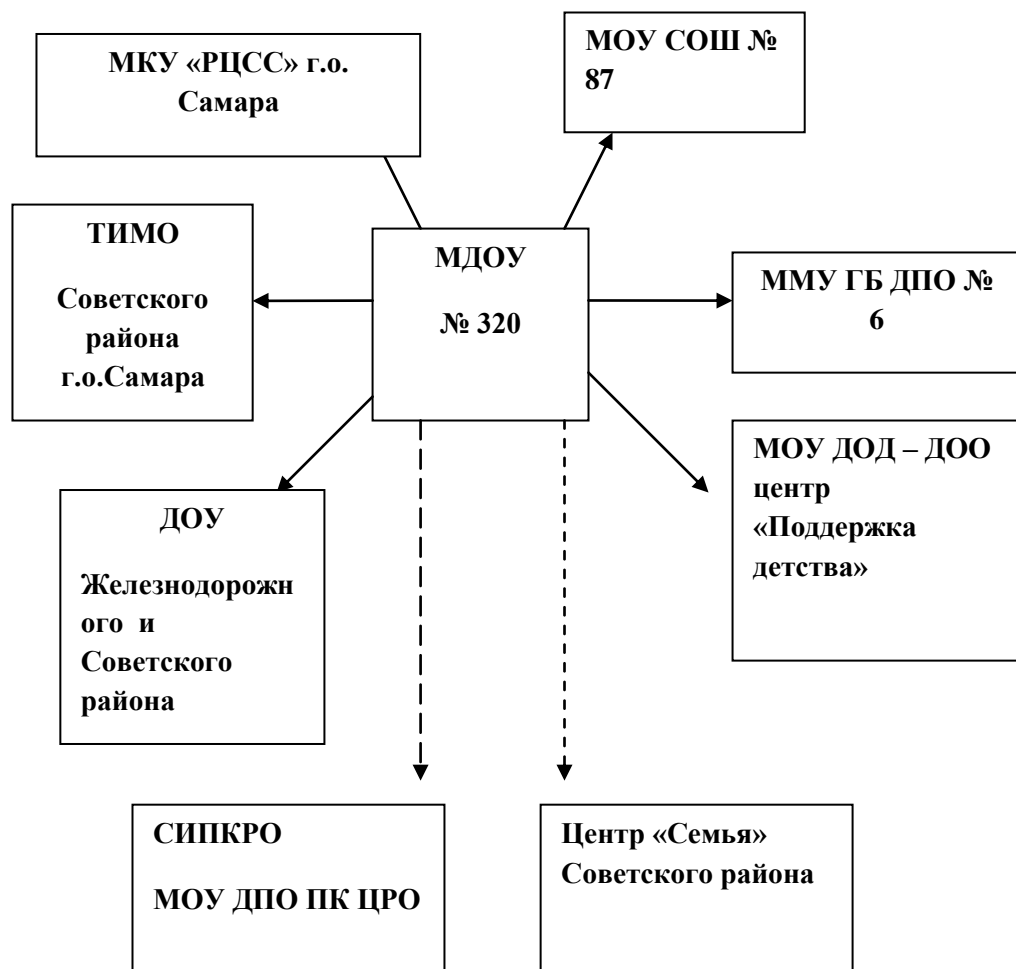 МКУ «РЦСС» г.о.
Самара
МОУ СОШ №
87
ТИМО
Советского
района
г.о.Самара
МДОУ
№ 320
ММУ ГБ ДПО №
6
МОУ ДОД – ДОО
центр
«Поддержка
детства»
ДОУ
Железнодорожн
ого и
Советского
района
СИПКРО
МОУ ДПО ПК ЦРО
Центр «Семья»
Советского района